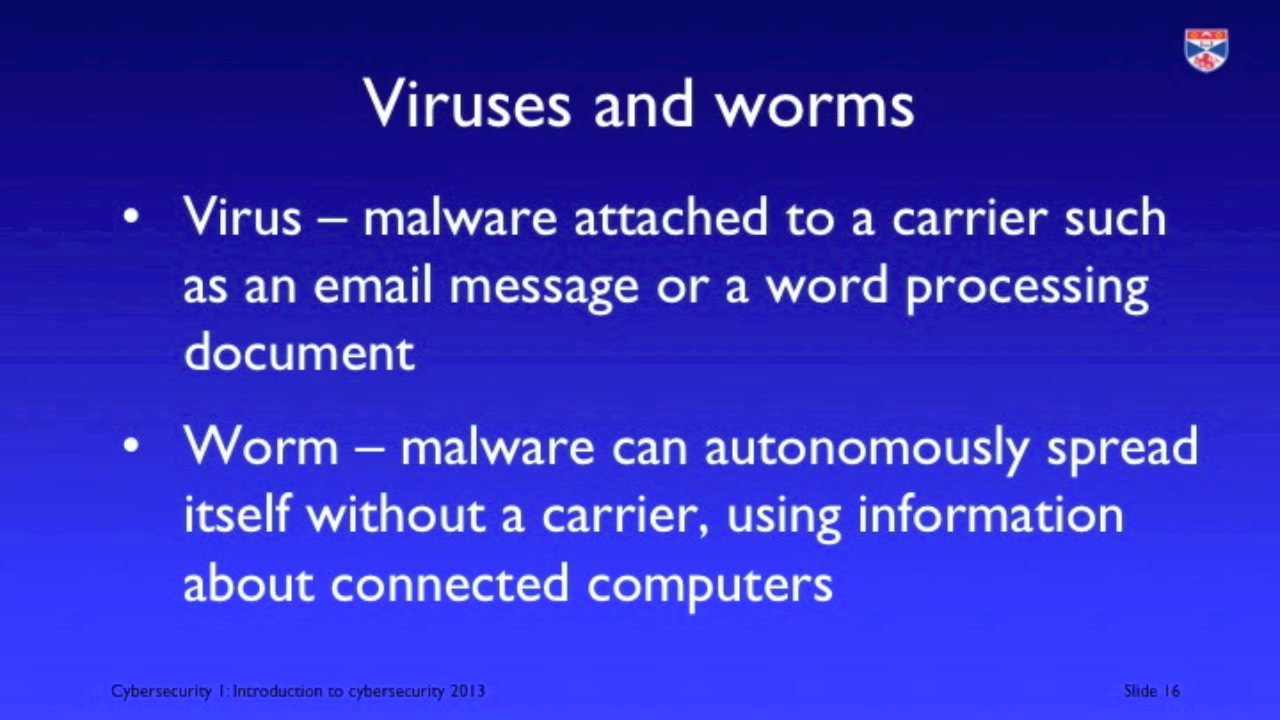 Viruses and worms
• Virus – malware attached to a carrier such
as an email message or a word processing
document
• Worm – malware can autonomously spread
itself without a carrier, using information
about connected computers
Cybersecurity 1: Introduction to cybersecurity 2013
Slide 16